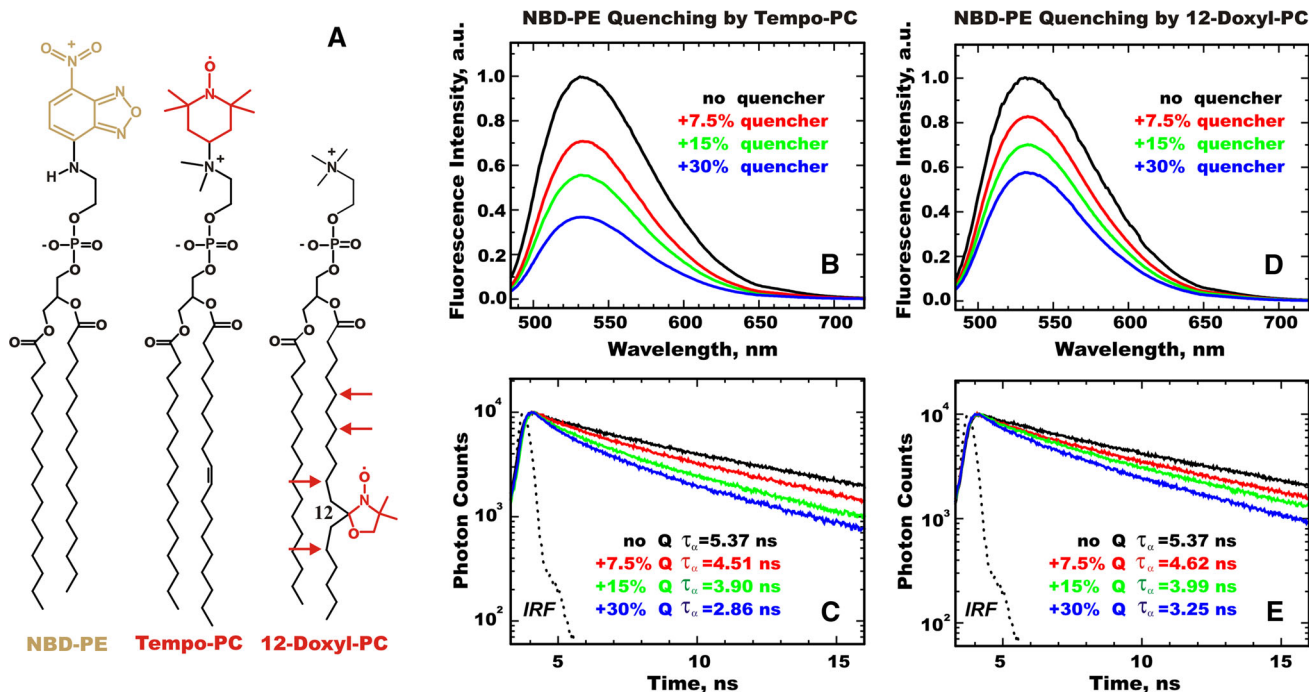 A
O
N
+
O
N
O
N
H
N
-O
P
O
O
O
O
O
O
O
NBD-PE
O
N
N
+
O
-O
P
O
O
O
O
O
O
Tempo-PC
N
+
O
-O
P
O
O
O
O
O
O
12
N
O
O
12-Doxyl-PC
NBD-PE Quenching by Tempo-PC
Fluorescence Intensity, a.u.
1.0
0.8
0.6
0.4
0.2
0.0
no quencher
+7.5% quencher
+15% quencher
+30% quencher
B
500 550 600 650 700
Wavelength, nm
NBD-PE Quenching by 12-Doxyl-PC
Fluorescence Intensity, a.u.
1.0
0.8
0.6
0.4
0.2
0.0
no quencher
+7.5% quencher
+15% quencher
+30% quencher
D
500 550 600 650 700
Wavelength, nm
Photon Counts
10⁴
10³
10²
no Q τα=5.37 ns
+7.5% Q τα=4.51 ns
+15% Q τα=3.90 ns
+30% Q τα=2.86 ns
IRF
C
5 10 15
Time, ns
Photon Counts
10⁴
10³
10²
no Q τα=5.37 ns
+7.5% Q τα=4.62 ns
+15% Q τα=3.99 ns
+30% Q τα=3.25 ns
IRF
E
5 10 15
Time, ns